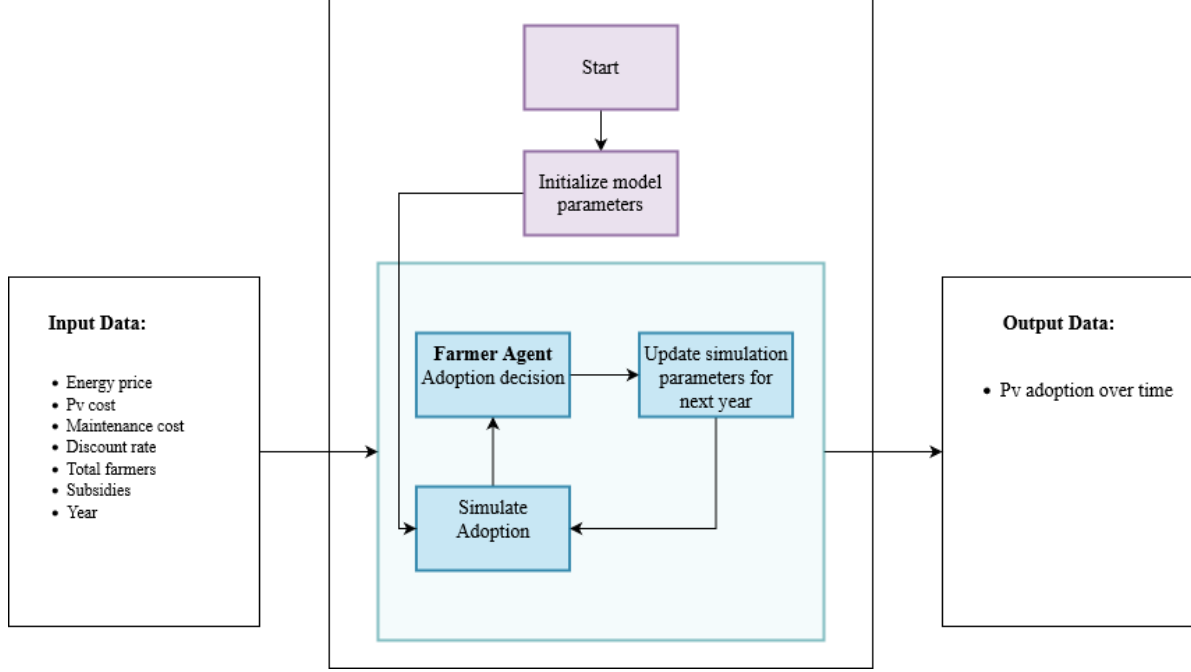 Start
Initialize model
parameters
Input Data:
Energy price
Pv cost
Maintenance cost
Discount rate
Total farmers
Subsidies
Year
Farmer Agent
Adoption decision
Update simulation
parameters for
next year
Simulate
Adoption
Output Data:
Pv adoption over time